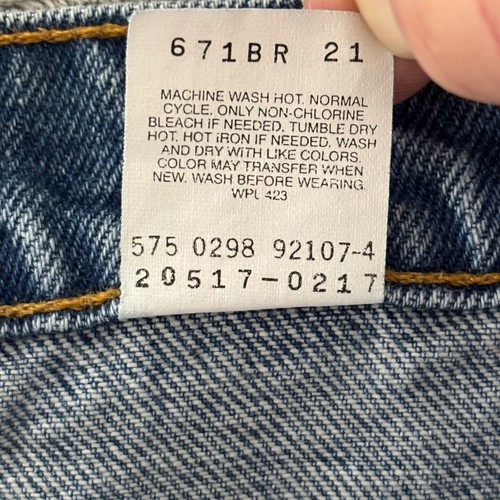 671BR 21
MACHINE WASH HOT. NORMAL
CYCLE. ONLY NON-CHLORINE
BLEACH IF NEEDED. TUMBLE DRY
HOT. HOT IRON IF NEEDED. WASH
AND DRY WITH LIKE COLORS.
COLOR MAY TRANSFER WHEN
NEW. WASH BEFORE WEARING.
WPL 423
575 0298 92107-4
20517-0217